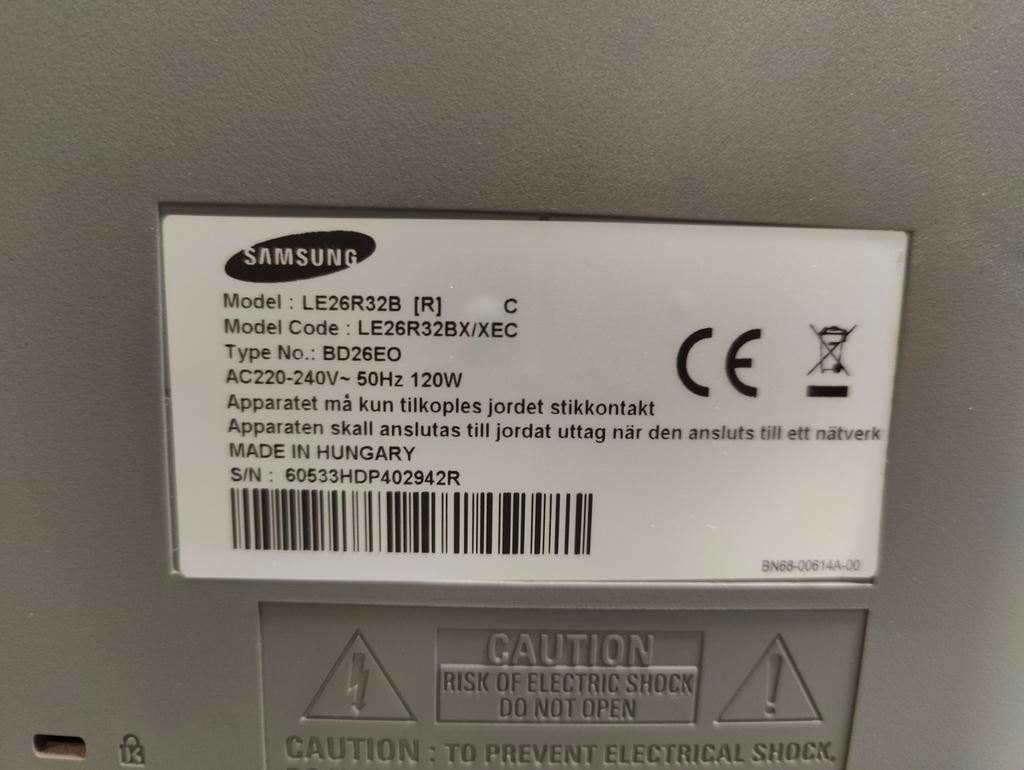 SAMSUNG
Model : LE26R32B [R] C
Model Code : LE26R32BX/XEC
Type No.: BD26EO
AC220-240V~ 50Hz 120W
Apparatet må kun tilkoples jordet stikkontakt
Apparaten skall anslutas till jordat uttag när den ansluts till ett nätverk
MADE IN HUNGARY
S/N : 60533HDP402942R
CE
BN68-00614A-00
CAUTION
RISK OF ELECTRIC SHOCK
DO NOT OPEN
CAUTION : TO PREVENT ELECTRICAL SHOCK,